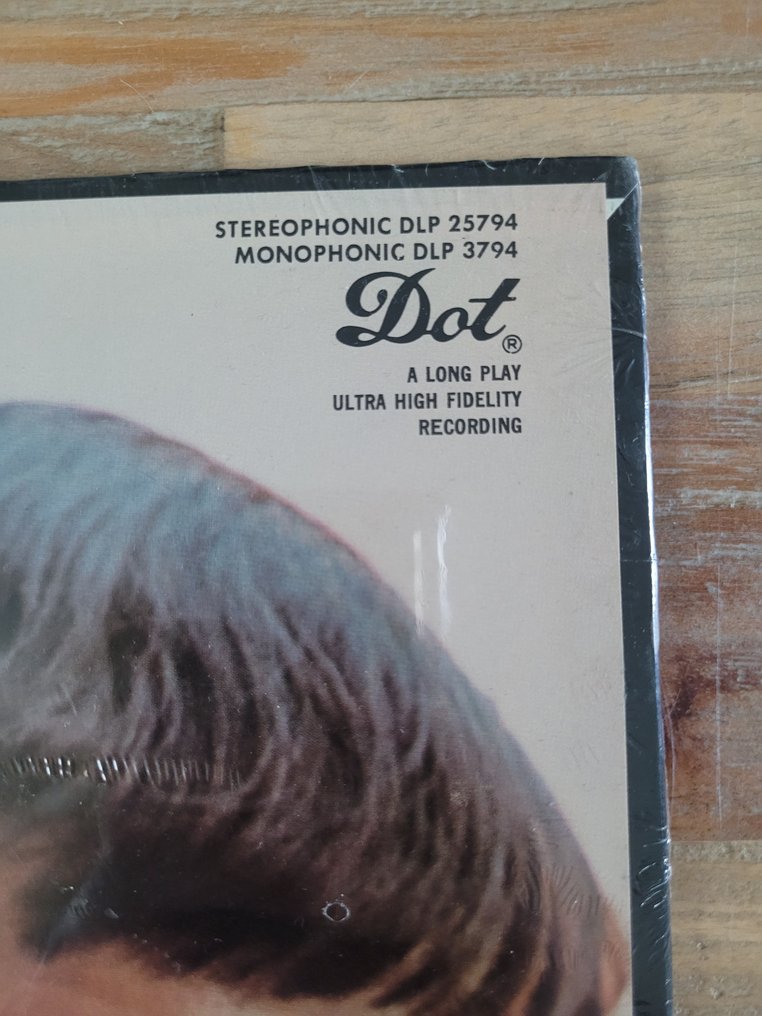 STEREOPHONIC DLP 25794
MONOPHONIC DLP 3794
Dot®
A LONG PLAY
ULTRA HIGH FIDELITY
RECORDING